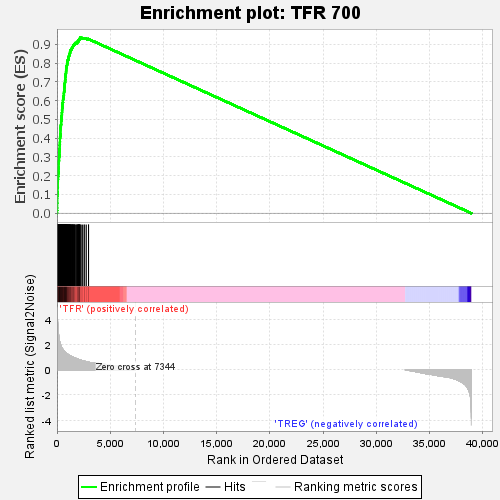 Enrichment plot: TFR 700
Enrichment score (ES)
0.9
0.8
0.7
0.6
0.5
0.4
0.3
0.2
0.1
0.0
'TFR' (positively correlated)
Ranked list metric (Signal2Noise)
4
2
0
-2
-4
Zero cross at 7344
'TREG' (negatively correlated)
0 5,000 10,000 15,000 20,000 25,000 30,000 35,000 40,000
Rank in Ordered Dataset
Enrichment profile Hits Ranking metric scores